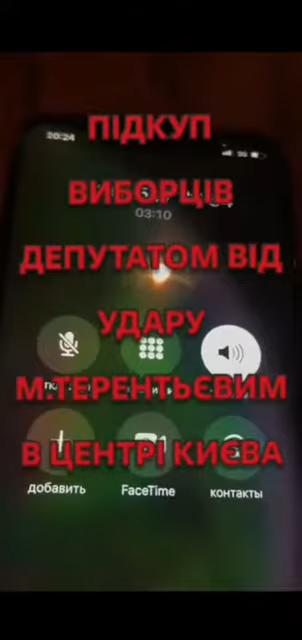 20:24
ПІДКУП
ВИБОРЦІВ
03:10
ДЕПУТАТОМ ВІД
УДАРУ
М.ТЕРЕНТЬЄВИМ
В ЦЕНТРІ КИЄВА
добавить
FaceTime
контакты